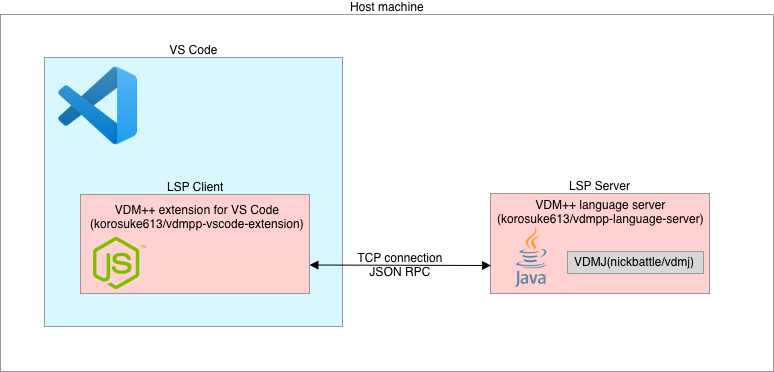 Host machine
VS Code
LSP Client
VDM++ extension for VS Code
(korosuke613/vdmpp-vscode-extension)
JS
TM
TCP connection
JSON RPC
LSP Server
VDM++ language server
(korosuke613/vdmpp-language-server)
Java
VDMJ(nickbattle/vdmj)